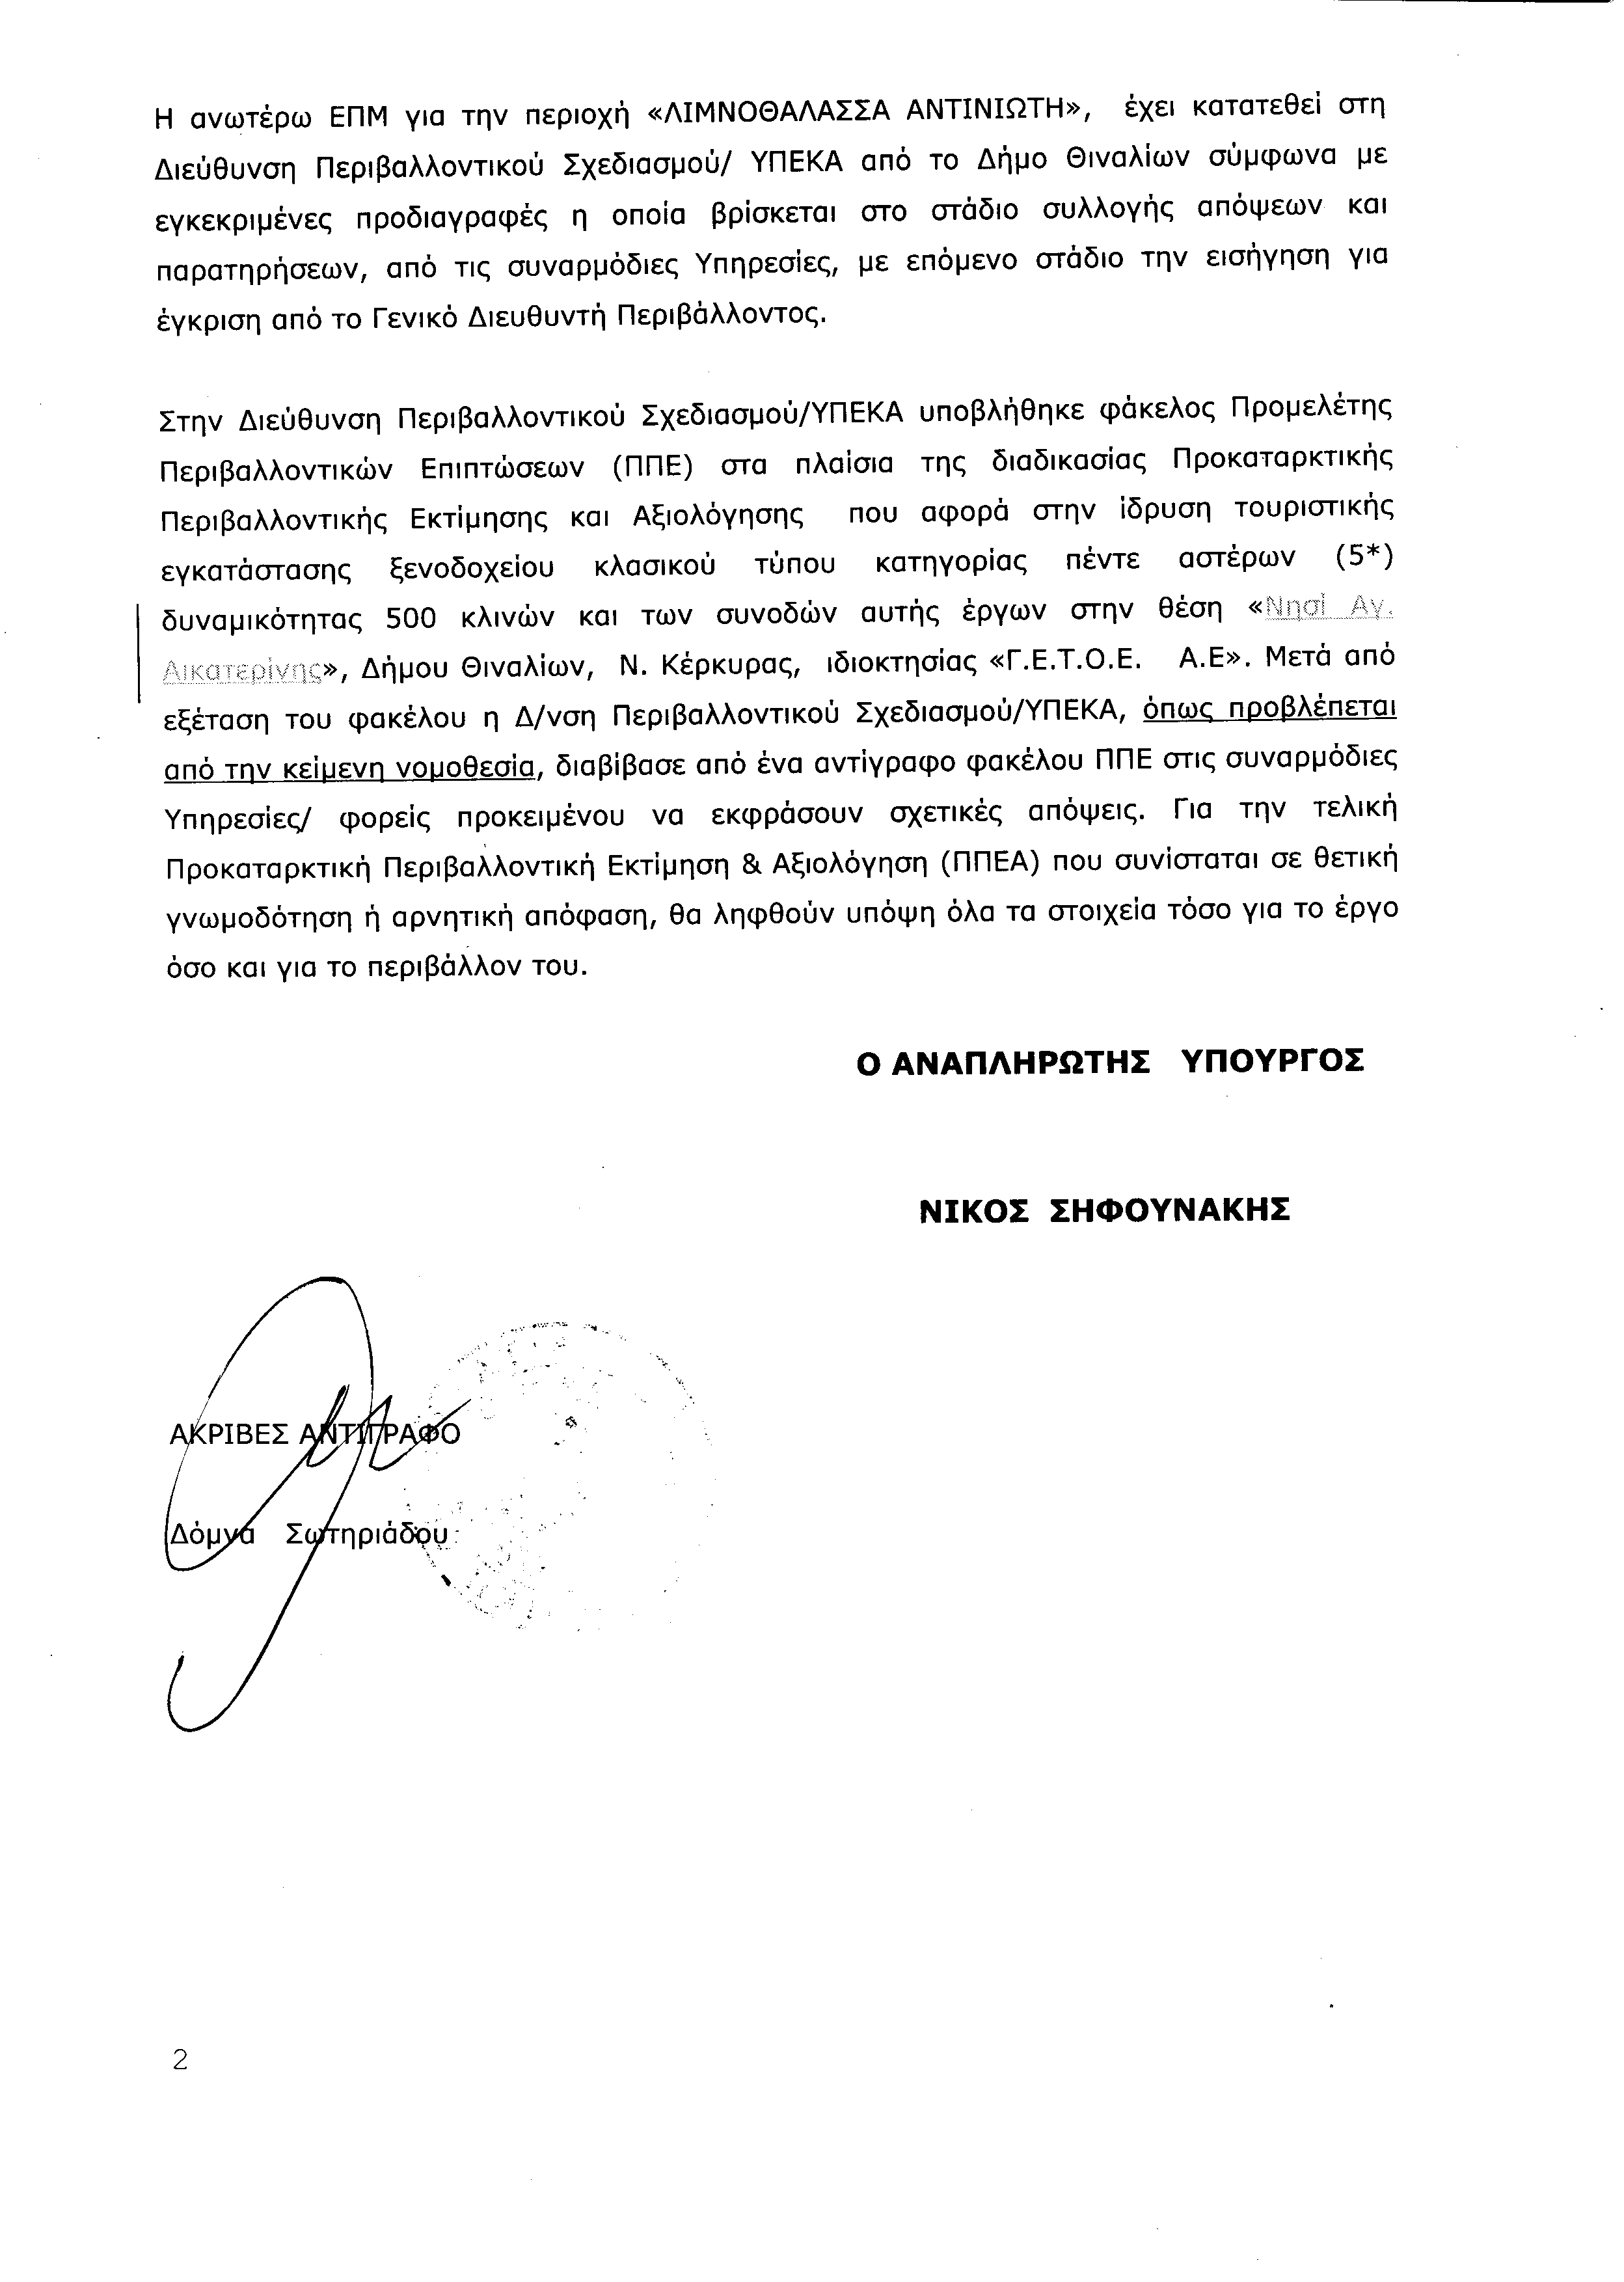 Η ανωτέρω ΕΠΜ για την περιοχή «ΛΙΜΝΟΘΑΛΑΣΣΑ ΑΝΤΙΝΙΩΤΗ», έχει κατατεθεί στη
Διεύθυνση Περιβαλλοντικού Σχεδιασμού/ ΥΠΕΚΑ από το Δήμο Θιναλίων σύμφωνα με
εγκεκριμένες προδιαγραφές η οποία βρίσκεται στο στάδιο συλλογής απόψεων και
παρατηρήσεων, από τις συναρμόδιες Υπηρεσίες, με επόμενο στάδιο την εισήγηση για
έγκριση από το Γενικό Διευθυντή Περιβάλλοντος.
Στην Διεύθυνση Περιβαλλοντικού Σχεδιασμού/ΥΠΕΚΑ υποβλήθηκε φάκελος Προμελέτης
Περιβαλλοντικών Επιπτώσεων (ΠΠΕ) στα πλαίσια της διαδικασίας Προκαταρκτικής
Περιβαλλοντικής Εκτίμησης και Αξιολόγησης που αφορά στην ίδρυση τουριστικής
εγκατάστασης ξενοδοχείου κλασικού τύπου κατηγορίας πέντε αστέρων (5*)
δυναμικότητας 500 κλινών και των συνοδών αυτής έργων στην θέση «Νησί Αγ.
Αικατερίνης», Δήμου Θιναλίων, Ν. Κέρκυρας, ιδιοκτησίας «Γ.Ε.Τ.Ο.Ε. Α.Ε». Μετά από
εξέταση του φακέλου η Δ/νση Περιβαλλοντικού Σχεδιασμού/ΥΠΕΚΑ, όπως προβλέπεται
από την κείμενη νομοθεσία, διαβίβασε από ένα αντίγραφο φακέλου ΠΠΕ στις συναρμόδιες
Υπηρεσίες/ φορείς προκειμένου να εκφράσουν σχετικές απόψεις. Για την τελική
Προκαταρκτική Περιβαλλοντική Εκτίμηση & Αξιολόγηση (ΠΠΕΑ) που συνίσταται σε θετική
γνωμοδότηση ή αρνητική απόφαση, θα ληφθούν υπόψη όλα τα στοιχεία τόσο για το έργο
όσο και για το περιβάλλον του.
Ο ΑΝΑΠΛΗΡΩΤΗΣ ΥΠΟΥΡΓΟΣ
ΝΙΚΟΣ ΣΗΦΟΥΝΑΚΗΣ
ΑΚΡΙΒΕΣ ΑΝΤΙΓΡΑΦΟ
Δόμνα Σωτηριάδου
2